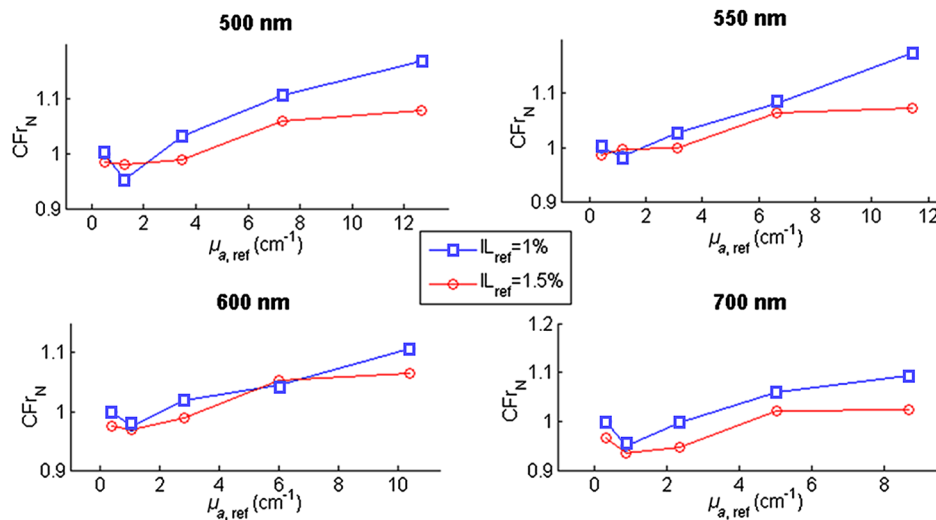 500 nm
1.1
1
0.9
CFr_N
0 2 4 6 8 10 12
μ_a, ref (cm⁻¹)
550 nm
1.1
1
0.9
CFr_N
0 2 4 6 8 10 12
μ_a, ref (cm⁻¹)
IL_ref=1%
IL_ref=1.5%
600 nm
1.1
1
0.9
CFr_N
0 2 4 6 8 10
μ_a, ref (cm⁻¹)
700 nm
1.2
1.1
1
0.9
CFr_N
0 2 4 6 8
μ_a, ref (cm⁻¹)